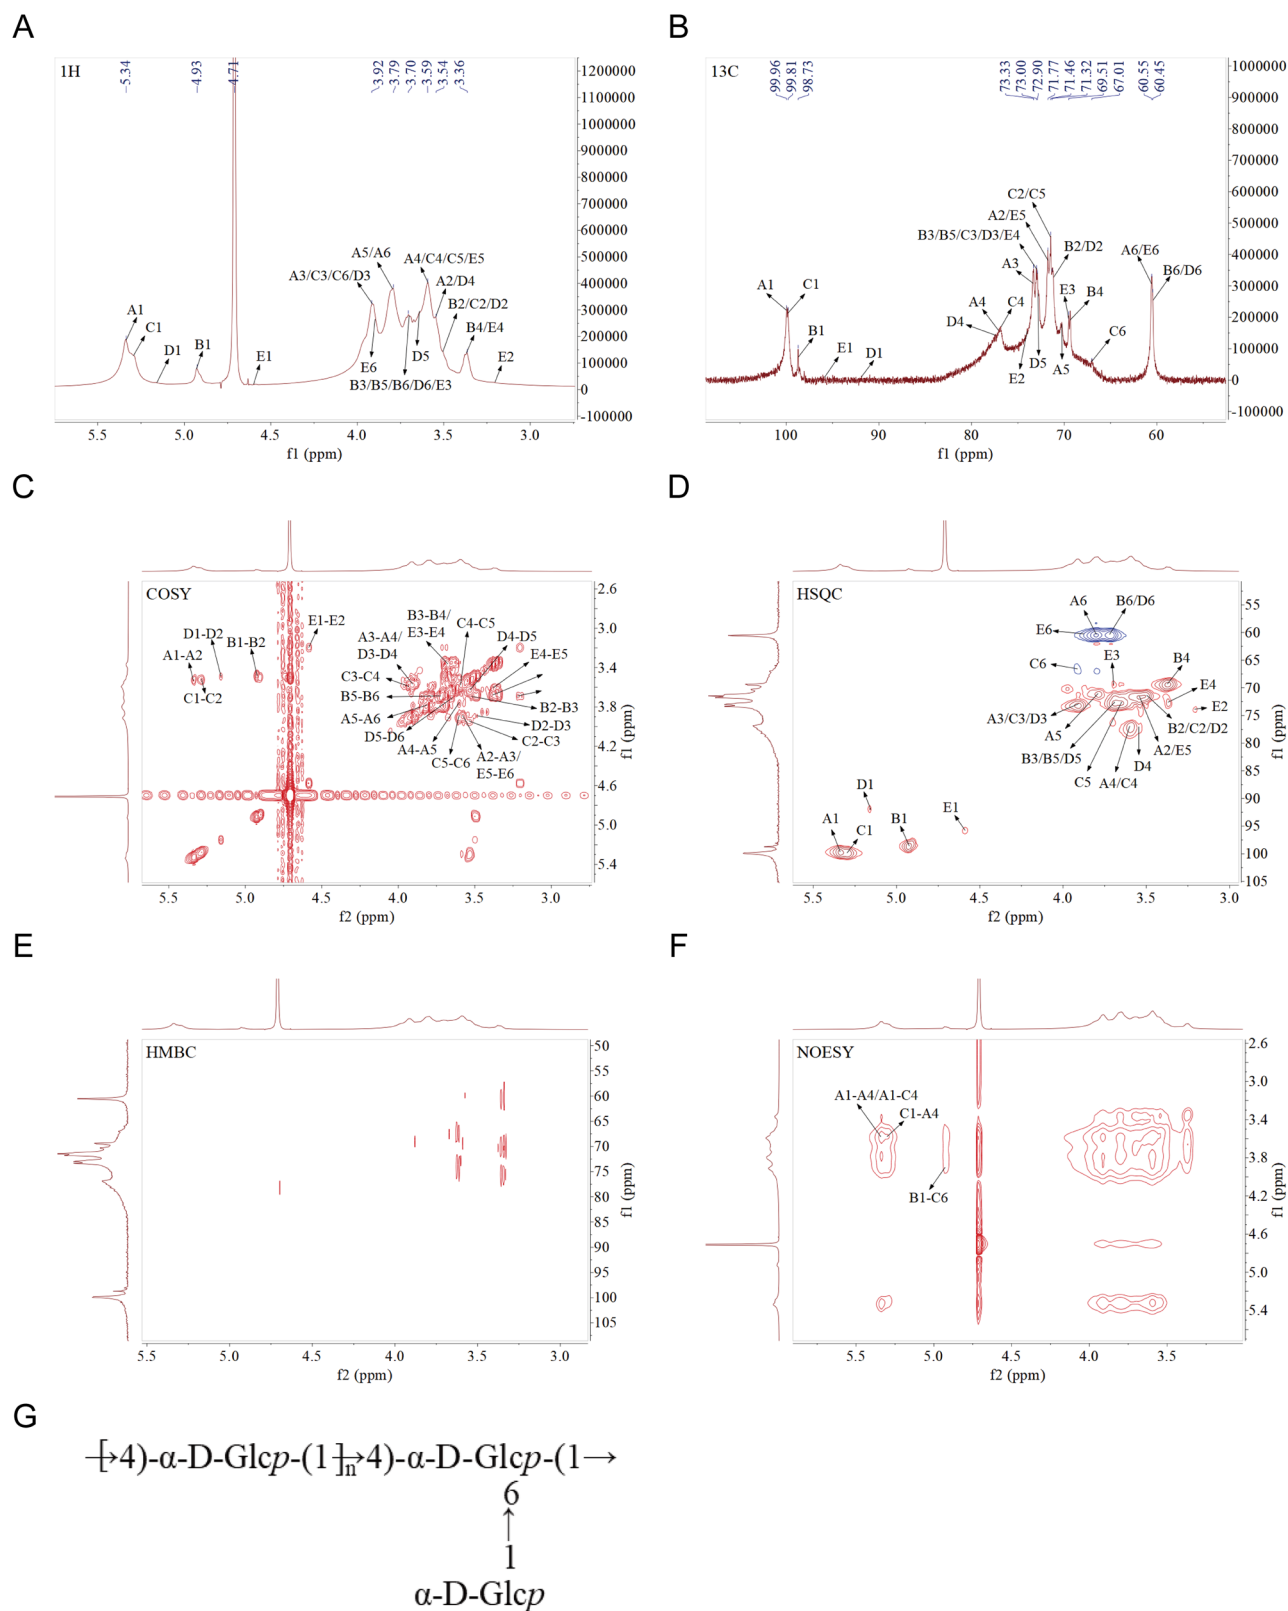 A
1H
5.34
4.93
4.71
3.92
3.79
3.70
3.59
3.54
3.36
1200000
1100000
1000000
900000
800000
700000
600000
500000
400000
300000
200000
100000
0
-100000
A1
C1
D1
B1
E1
A3/C3/C6/D3
A5/A6
A4/C4/C5/E5
A2/D4
B2/C2/D2
B4/E4
E2
D5
E6
B3/B5/B6/D6/E3
5.5 5.0 4.5 4.0 3.5 3.0
f1 (ppm)
B
13C
99.96
99.81
98.73
73.33
73.00
72.90
71.77
71.46
71.32
69.51
67.01
60.55
60.45
1000000
900000
800000
700000
600000
500000
400000
300000
200000
100000
0
-100000
C2/C5
A2/E5
B3/B5/C3/D3/E4
B2/D2
A3
A6/E6
B6/D6
A1
C1
A4
C4
E3
B4
D4
B1
E1
D1
C6
E2
D5
A5
100 90 80 70 60
f1 (ppm)
C
COSY
E1-E2
B3-B4/
E3-E4
C4-C5
D1-D2
B1-B2
A3-A4/
D3-D4
D4-D5
A1-A2
E4-E5
C3-C4
C1-C2
B5-B6
B2-B3
A5-A6
D2-D3
D5-D6
C2-C3
A4-A5
A2-A3/
E5-E6
C5-C6
2.6
3.0
3.4
3.8
4.2
4.6
5.0
5.4
f1 (ppm)
5.5 5.0 4.5 4.0 3.5 3.0
f2 (ppm)
D
HSQC
A6
B6/D6
E6
E3
B4
C6
E4
E2
A3/C3/D3
A5
B2/C2/D2
B3/B5/D5
A2/E5
C5
A4/C4
D4
D1
E1
A1
C1
B1
55
60
65
70
75
80
85
90
95
100
105
f1 (ppm)
5.5 5.0 4.5 4.0 3.5 3.0
f2 (ppm)
E
HMBC
50
55
60
65
70
75
80
85
90
95
100
105
f1 (ppm)
5.5 5.0 4.5 4.0 3.5 3.0
f2 (ppm)
F
NOESY
A1-A4/A1-C4
C1-A4
B1-C6
2.6
3.0
3.4
3.8
4.2
4.6
5.0
5.4
f1 (ppm)
5.5 5.0 4.5 4.0 3.5
f2 (ppm)
G
[→4)-α-D-Glcp-(1]n→4)-α-D-Glcp-(1→
6
↑
1
α-D-Glcp